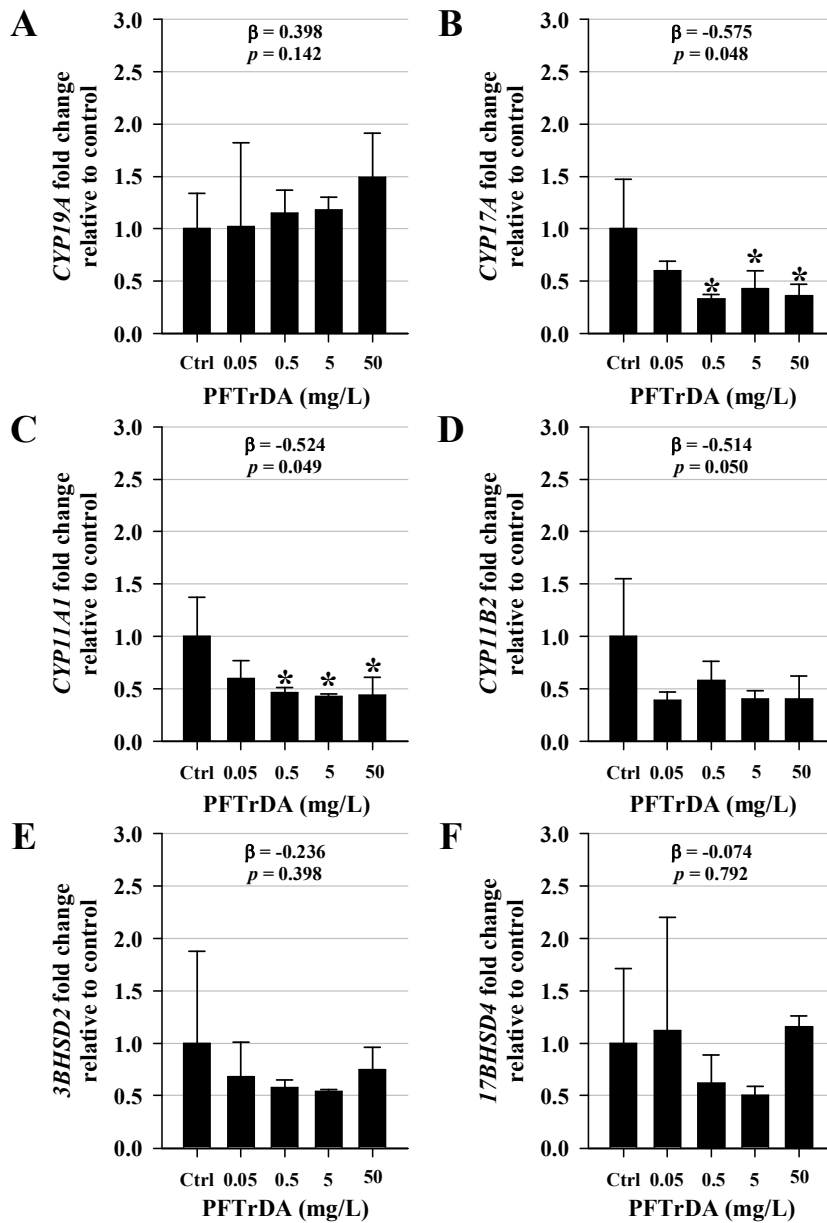 A
β = 0.398
p = 0.142
CYP19A fold change
relative to control
3.0
2.5
2.0
1.5
1.0
0.5
0.0
Ctrl 0.05 0.5 5 50
PFTrDA (mg/L)
B
β = -0.575
p = 0.048
CYP17A fold change
relative to control
3.0
2.5
2.0
1.5
1.0
0.5
0.0
* * *
Ctrl 0.05 0.5 5 50
PFTrDA (mg/L)
C
β = -0.524
p = 0.049
CYP11A1 fold change
relative to control
3.0
2.5
2.0
1.5
1.0
0.5
0.0
* * *
Ctrl 0.05 0.5 5 50
PFTrDA (mg/L)
D
β = -0.514
p = 0.050
CYP11B2 fold change
relative to control
3.0
2.5
2.0
1.5
1.0
0.5
0.0
Ctrl 0.05 0.5 5 50
PFTrDA (mg/L)
E
β = -0.236
p = 0.398
3BHSD2 fold change
relative to control
3.0
2.5
2.0
1.5
1.0
0.5
0.0
Ctrl 0.05 0.5 5 50
PFTrDA (mg/L)
F
β = -0.074
p = 0.792
17BHSD4 fold change
relative to control
3.0
2.5
2.0
1.5
1.0
0.5
0.0
Ctrl 0.05 0.5 5 50
PFTrDA (mg/L)